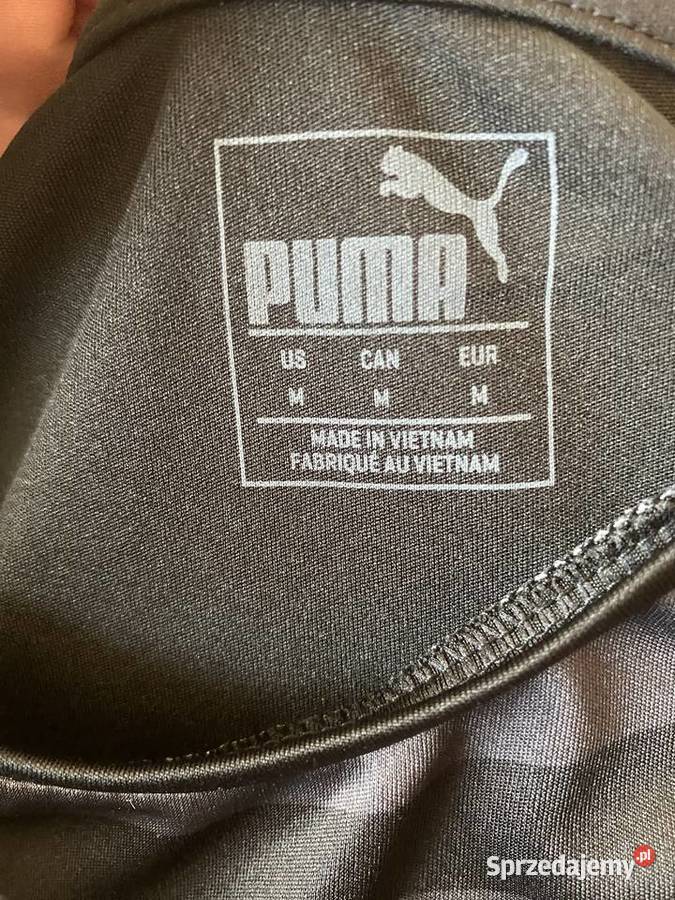 PUMA
US CAN EUR
M M M
MADE IN VIETNAM
FABRIQUÉ AU VIETNAM
Sprzedajemy.pl